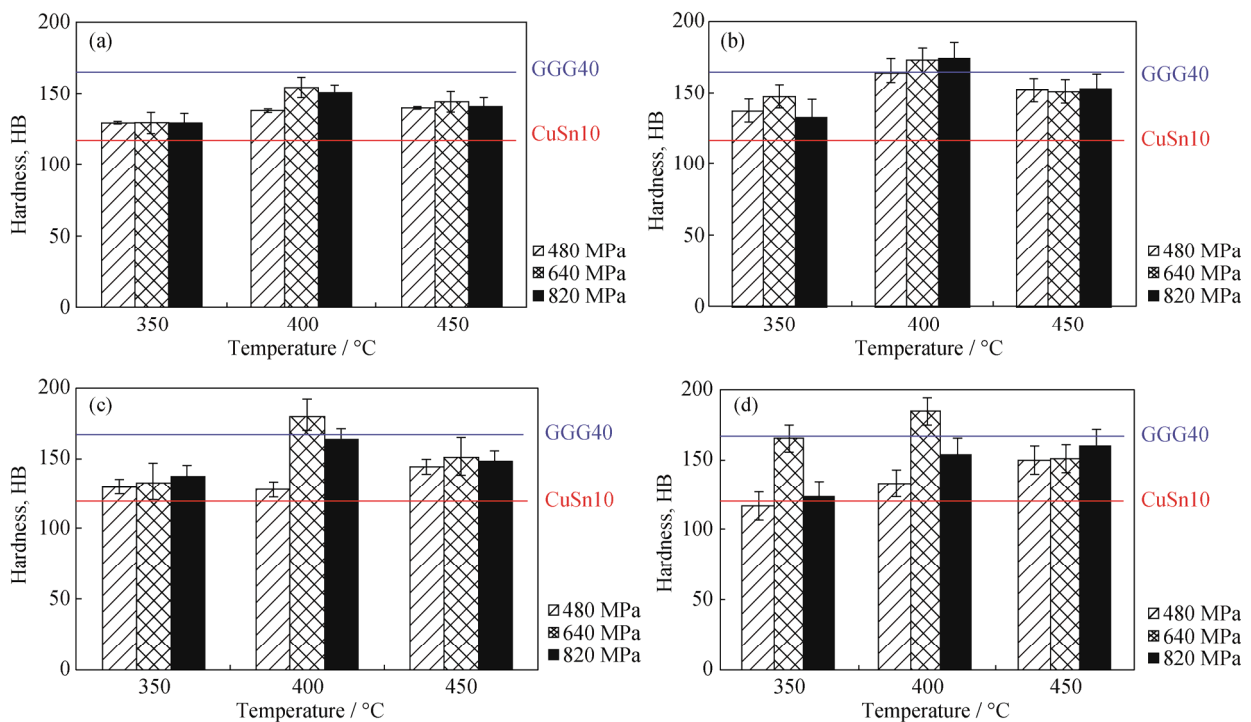 200
(a)
GGG40
150
CuSn10
100
50
0
Hardness, HB
480 MPa
640 MPa
820 MPa
350 400 450
Temperature / °C
200
(b)
GGG40
150
CuSn10
100
50
0
Hardness, HB
480 MPa
640 MPa
820 MPa
350 400 450
Temperature / °C
200
(c)
GGG40
150
CuSn10
100
50
0
Hardness, HB
480 MPa
640 MPa
820 MPa
350 400 450
Temperature / °C
200
(d)
GGG40
150
CuSn10
100
50
0
Hardness, HB
480 MPa
640 MPa
820 MPa
350 400 450
Temperature / °C